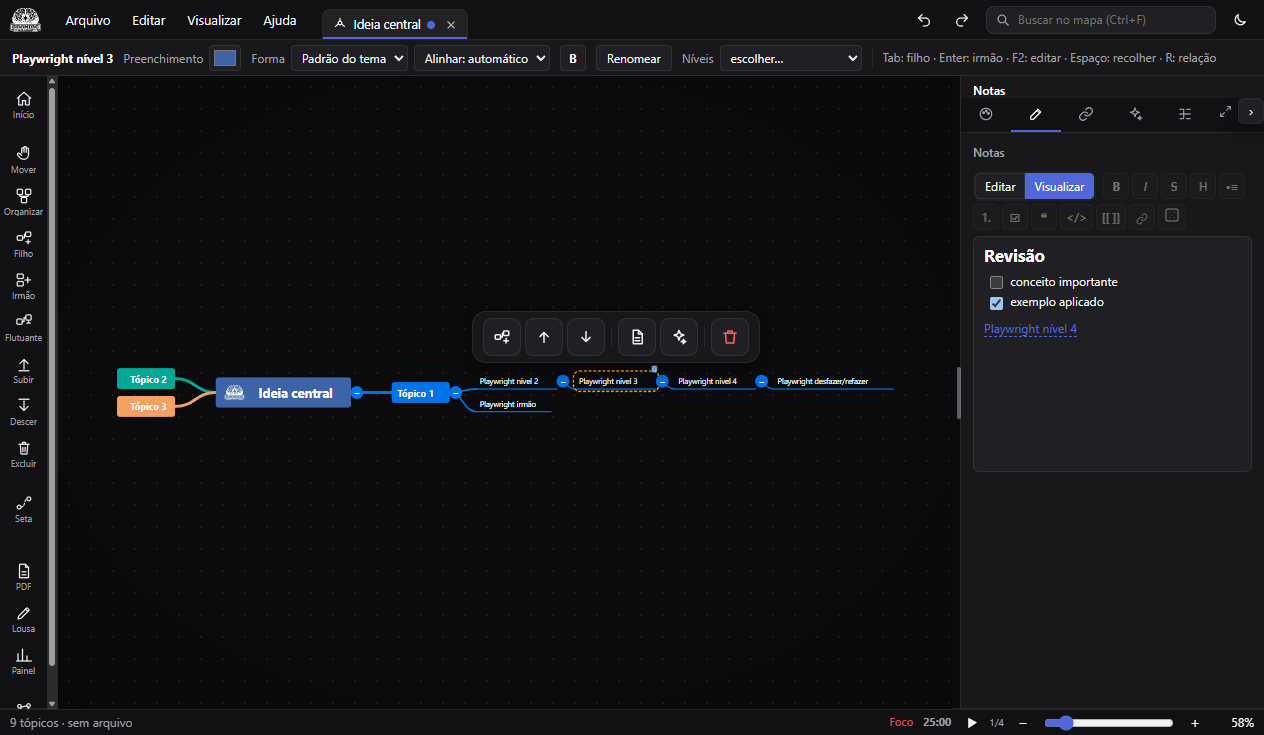 Arquivo Editar Visualizar Ajuda Ideia central Buscar no mapa (Ctrl+F)
Playwright nível 3 Preenchimento Forma Padrão do tema Alinhar: automático B Renomear Níveis escolher... Tab: filho · Enter: irmão · F2: editar · Espaço: recolher · R: relação
Início
Mover
Organizar
Filho
Irmão
Flutuante
Subir
Descer
Excluir
Seta
PDF
Lousa
Painel
Tópico 2
Tópico 3
Ideia central
Tópico 1
Playwright nível 2
Playwright nível 3
Playwright nível 4
Playwright desfazer/refazer
Playwright irmão
Notas
Notas
Editar Visualizar B I S H
1. ❝ </> [[ ]]
Revisão
conceito importante
exemplo aplicado
Playwright nível 4
9 tópicos · sem arquivo Foco 25:00 1/4 − + 58%